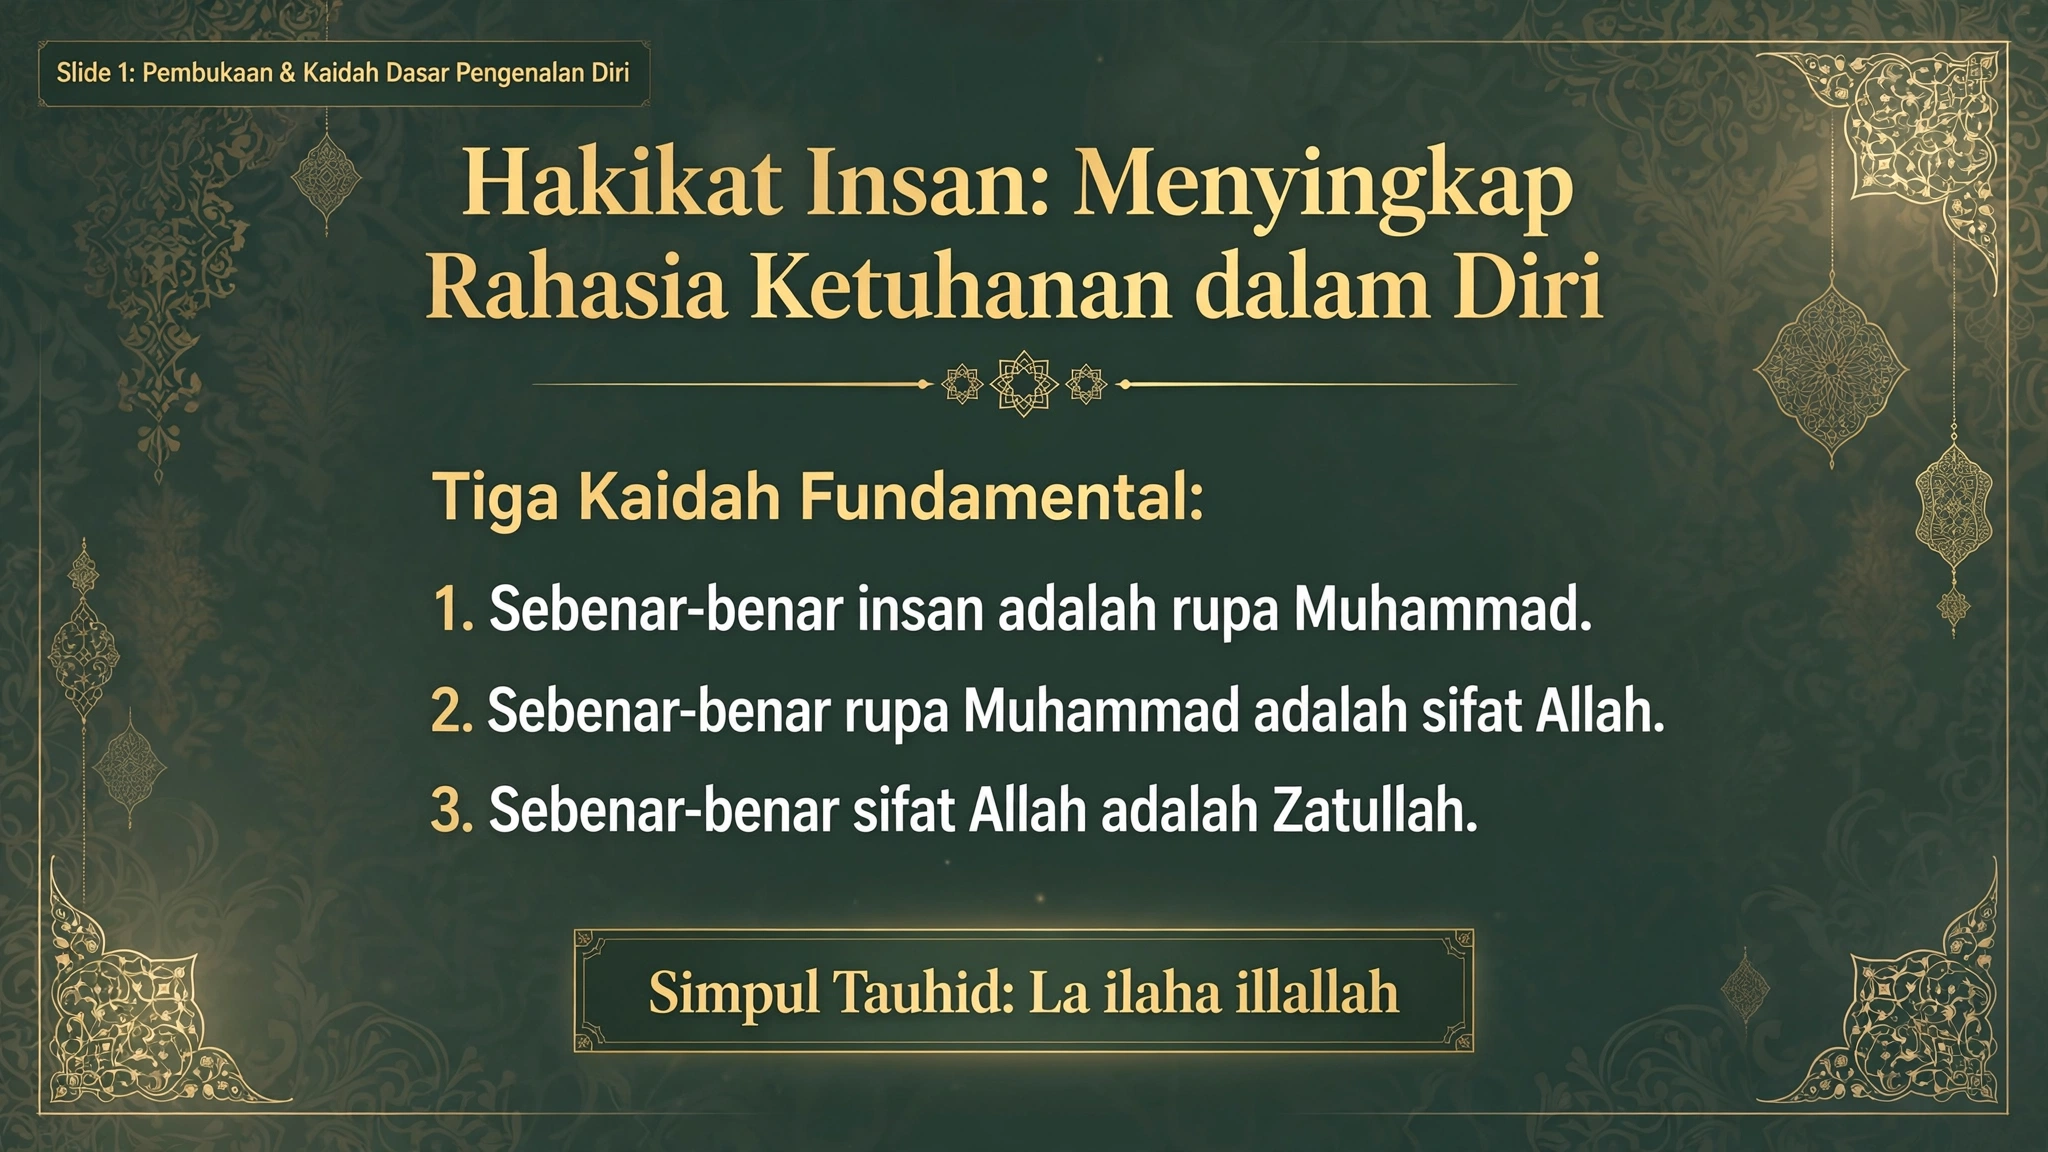 Slide 1: Pembukaan & Kaidah Dasar Pengenalan Diri
Hakikat Insan: Menyingkap
Rahasia Ketuhanan dalam Diri
Tiga Kaidah Fundamental:
1. Sebenar-benar insan adalah rupa Muhammad.
2. Sebenar-benar rupa Muhammad adalah sifat Allah.
3. Sebenar-benar sifat Allah adalah Zatullah.
Simpul Tauhid: La ilaha illallah